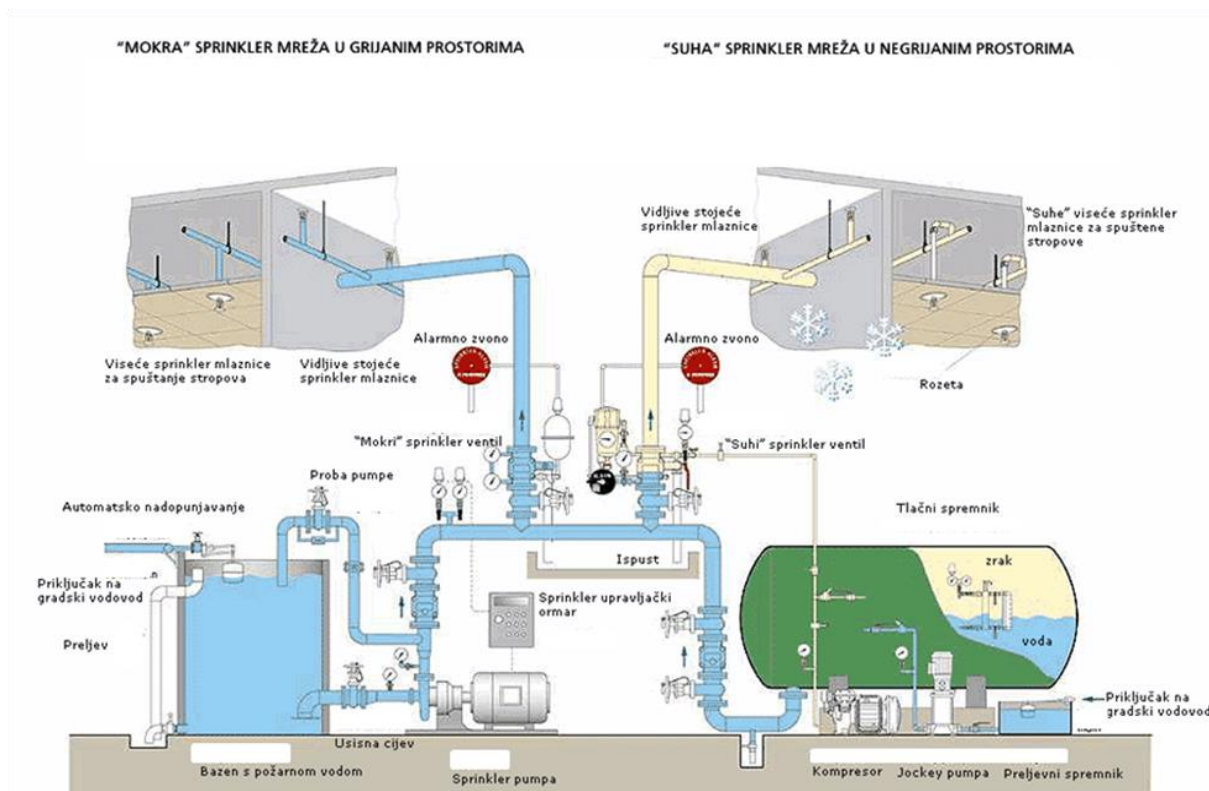 "MOKRA" SPRINKLER MREŽA U GRIJANIM PROSTORIMA
"SUHA" SPRINKLER MREŽA U NEGRIJANIM PROSTORIMA
Vidljive stojeće
sprinkler mlaznice
"Suhe" viseće sprinkler
mlaznice za spuštene
stropove
Alarmno zvono
Alarmno zvono
Viseće sprinkler mlaznice
za spuštanje stropova
Vidljive stojeće
sprinkler mlaznice
Rozeta
"Mokri" sprinkler ventil
"Suhi" sprinkler ventil
Proba pumpe
Automatsko nadopunjavanje
Tlačni spremnik
Priključak na
gradski vodovod
Ispust
zrak
Sprinkler upravljački
ormar
Preljev
voda
Priključak na
gradski vodovod
Usisna cijev
Bazen s požarnom vodom
Sprinkler pumpa
Kompresor
Jockey pumpa
Preljevni spremnik